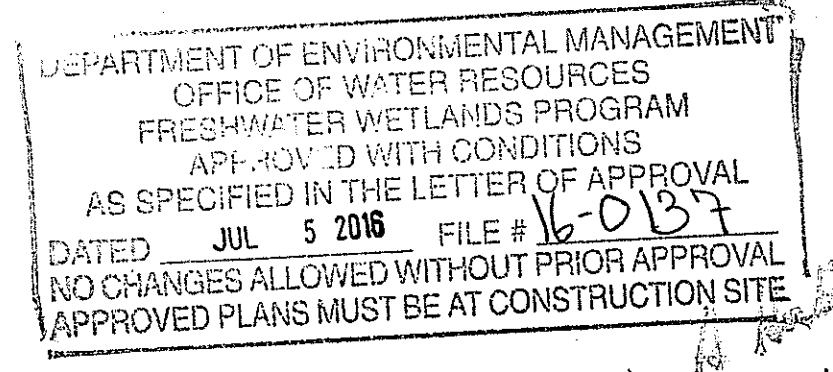 DEPARTMENT OF ENVIRONMENTAL MANAGEMENT
OFFICE OF WATER RESOURCES
FRESHWATER WETLANDS PROGRAM
APPROVED WITH CONDITIONS
AS SPECIFIED IN THE LETTER OF APPROVAL
DATED JUL 5 2016 FILE # 16-0137
NO CHANGES ALLOWED WITHOUT PRIOR APPROVAL
APPROVED PLANS MUST BE AT CONSTRUCTION SITE